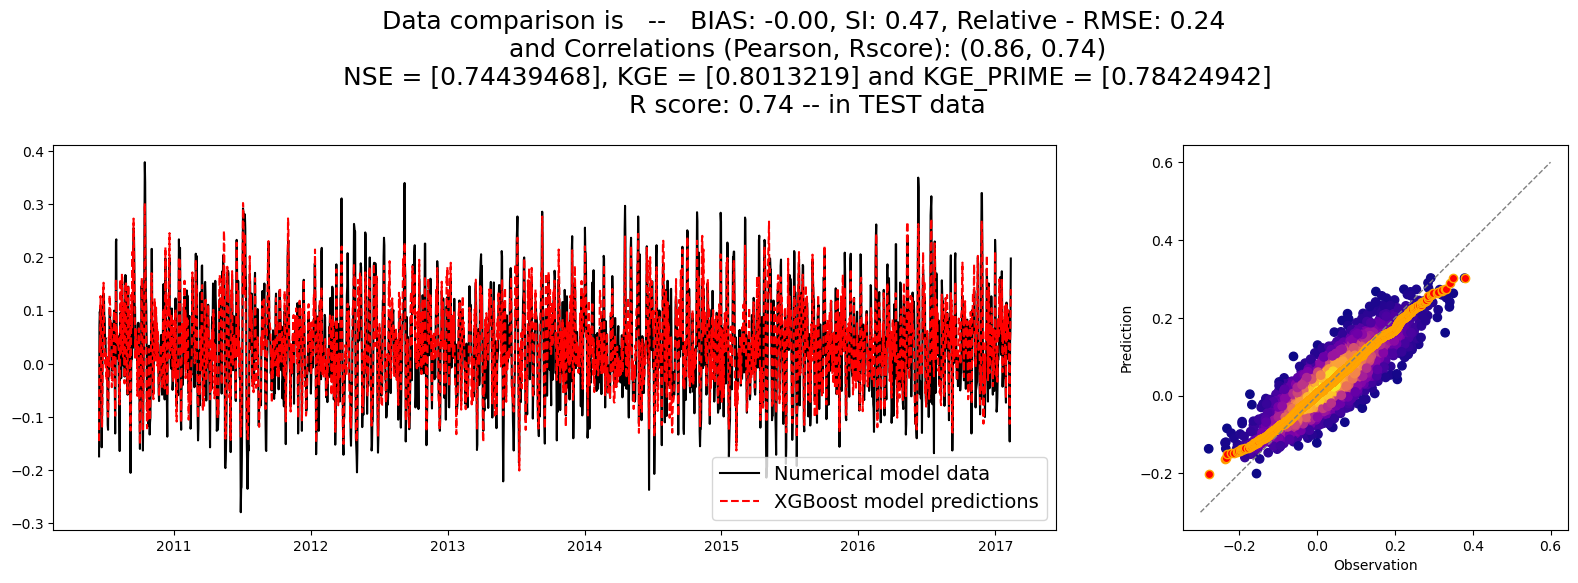 Data comparison is   --   BIAS: -0.00, SI: 0.47, Relative - RMSE: 0.24
and Correlations (Pearson, Rscore): (0.86, 0.74)
NSE = [0.74439468], KGE = [0.8013219] and KGE_PRIME = [0.78424942]
R score: 0.74 -- in TEST data
0.4
0.3
0.2
0.1
0.0
−0.1
−0.2
−0.3
2011 2012 2013 2014 2015 2016 2017
Numerical model data
XGBoost model predictions
Prediction
0.6
0.4
0.2
0.0
−0.2
−0.2 0.0 0.2 0.4 0.6
Observation